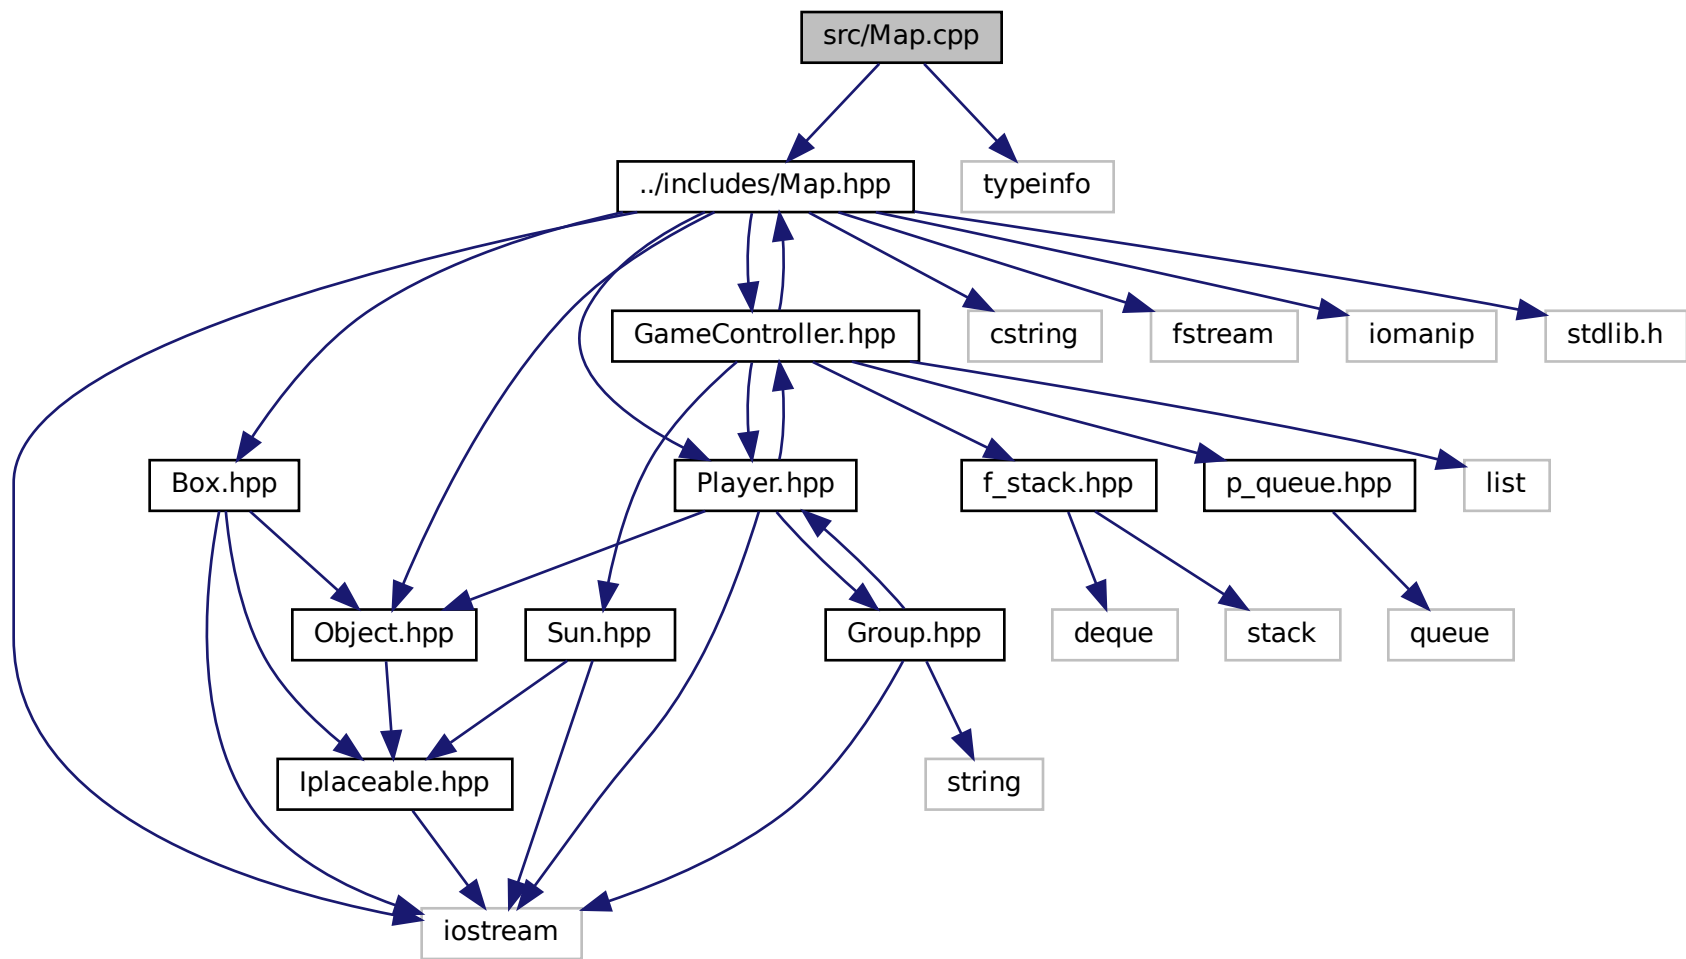 src/Map.cpp
../includes/Map.hpp
typeinfo
GameController.hpp
cstring
fstream
iomanip
stdlib.h
Box.hpp
Player.hpp
f_stack.hpp
p_queue.hpp
list
Object.hpp
Sun.hpp
Group.hpp
deque
stack
queue
Iplaceable.hpp
string
iostream